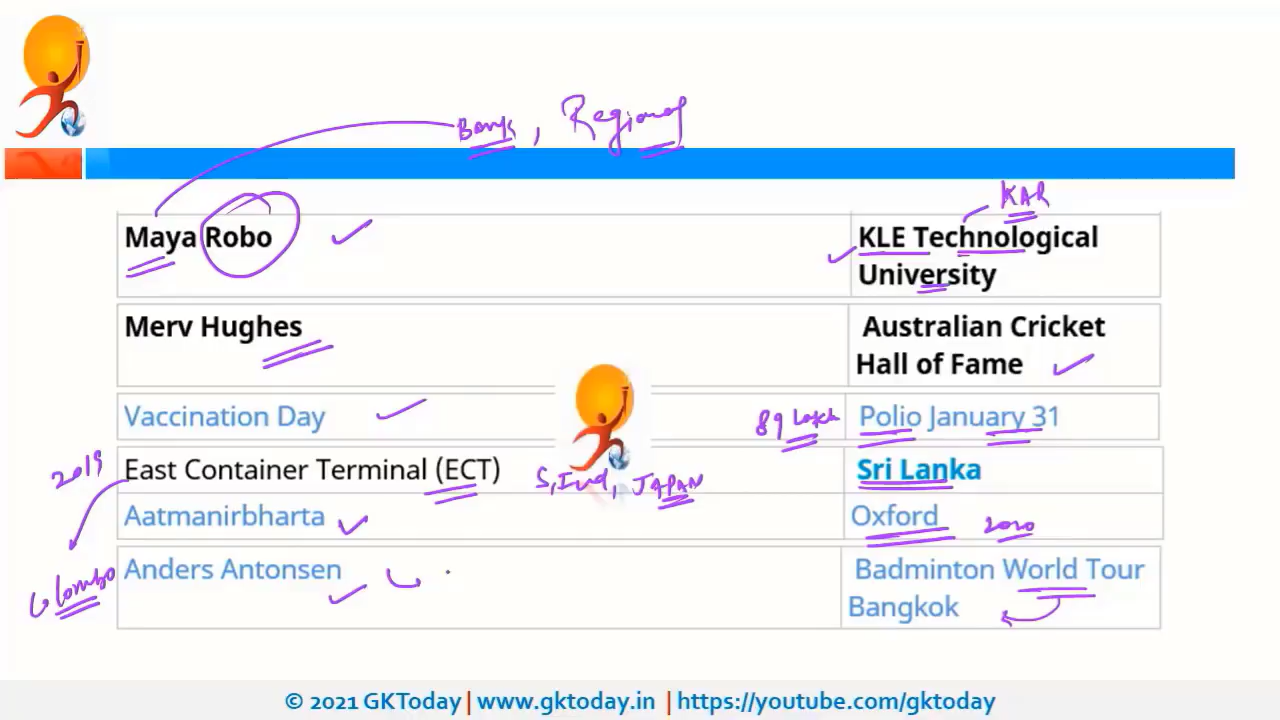 Bank, Regional
KAR
Maya Robo
KLE Technological
University
Merv Hughes
Australian Cricket
Hall of Fame
Vaccination Day
89 Lakh
Polio January 31
2019
East Container Terminal (ECT)
S, Ind, JAPAN
Sri Lanka
Aatmanirbharta
Oxford
2020
Colombo
Anders Antonsen
Badminton World Tour
Bangkok
© 2021 GKToday | www.gktoday.in | https://youtube.com/gktoday